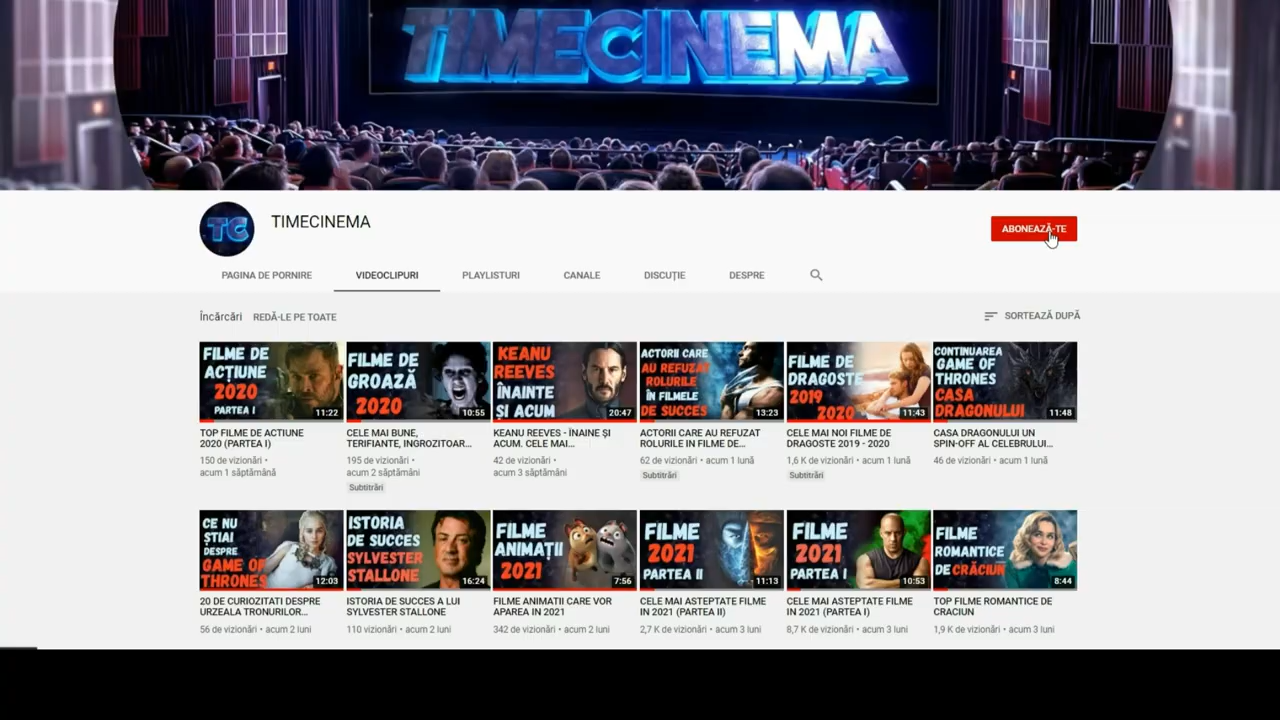 TIMECINEMA
TC
TIMECINEMA
ABONEAZĂ-TE
PAGINA DE PORNIRE
VIDEOCLIPURI
PLAYLISTURI
CANALE
DISCUȚIE
DESPRE
Încărcări
REDĂ-LE PE TOATE
SORTEAZĂ DUPĂ
FILME DE
ACȚIUNE
2020
PARTEA I
11:22
FILME DE
GROAZĂ
2020
10:55
KEANU
REEVES
ÎNAINTE
ȘI ACUM
20:47
ACTORII CARE
AU REFUZAT
ROLURILE
ÎN FILMELE
DE SUCCES
13:23
FILME DE
DRAGOSTE
2019
2020
11:43
CONTINUAREA
GAME OF
THRONES
CASA
DRAGONULUI
11:48
TOP FILME DE ACTIUNE
2020 (PARTEA I)
150 de vizionări •
acum 1 săptămână
CELE MAI BUNE,
TERIFIANTE, INGROZITOAR...
195 de vizionări •
acum 2 săptămâni
Subtitrări
KEANU REEVES - ÎNAINE ȘI
ACUM. CELE MAI...
42 de vizionări •
acum 3 săptămâni
ACTORII CARE AU REFUZAT
ROLURILE IN FILME DE...
62 de vizionări • acum 1 lună
Subtitrări
CELE MAI NOI FILME DE
DRAGOSTE 2019 - 2020
1,6 K de vizionări • acum 1 lună
Subtitrări
CASA DRAGONULUI UN
SPIN-OFF AL CELEBRULUI...
46 de vizionări • acum 1 lună
CE NU
ȘTIAI
DESPRE
GAME OF
THRONES
12:03
ISTORIA
DE SUCCES
SYLVESTER
STALLONE
16:24
FILME
ANIMAȚII
2021
7:56
FILME
2021
PARTEA II
11:13
FILME
2021
PARTEA I
10:53
FILME
ROMANTICE
DE CRĂCIUN
8:44
20 DE CURIOZITATI DESPRE
URZEALA TRONURILOR...
56 de vizionări • acum 2 luni
ISTORIA DE SUCCES A LUI
SYLVESTER STALLONE
110 vizionări • acum 2 luni
FILME ANIMATII CARE VOR
APAREA IN 2021
342 de vizionări • acum 2 luni
CELE MAI ASTEPTATE FILME
IN 2021 (PARTEA II)
2,7 K de vizionări • acum 3 luni
CELE MAI ASTEPTATE FILME
IN 2021 (PARTEA I)
8,7 K de vizionări • acum 3 luni
TOP FILME ROMANTICE DE
CRACIUN
1,9 K de vizionări • acum 3 luni